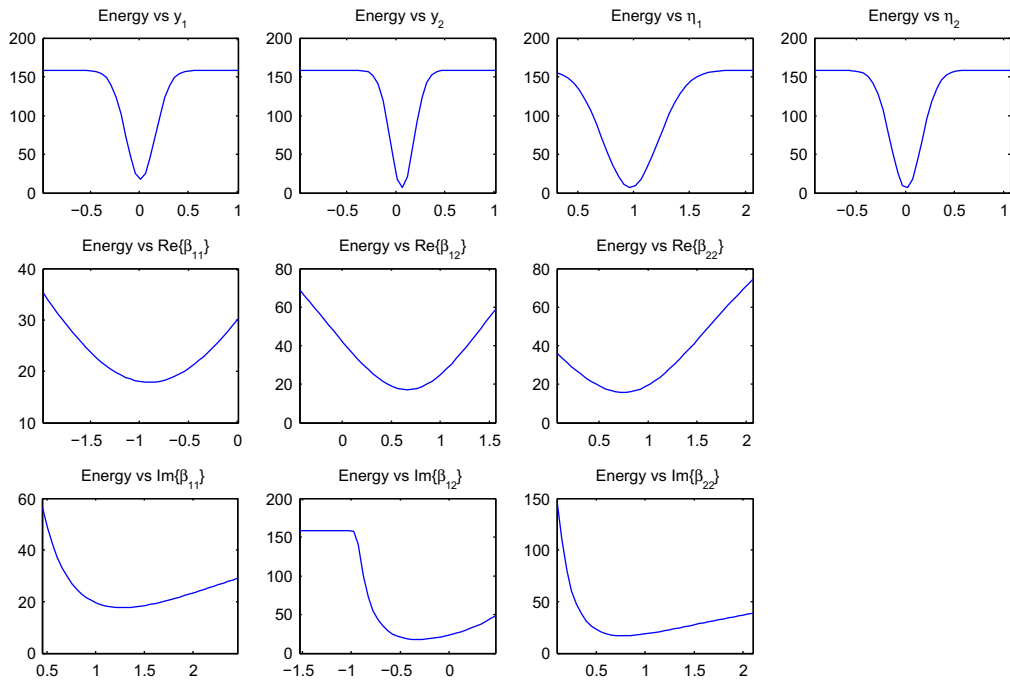 Energy vs y₁
200
150
100
50
0
−0.5 0 0.5 1
Energy vs y₂
200
150
100
50
0
−0.5 0 0.5 1
Energy vs η₁
200
150
100
50
0
0.5 1 1.5 2
Energy vs η₂
200
150
100
50
0
−0.5 0 0.5 1
Energy vs Re{β₁₁}
40
30
20
10
−1.5 −1 −0.5 0
Energy vs Re{β₁₂}
80
60
40
20
0
0 0.5 1 1.5
Energy vs Re{β₂₂}
80
60
40
20
0
0.5 1 1.5 2
Energy vs Im{β₁₁}
60
40
20
0
0.5 1 1.5 2
Energy vs Im{β₁₂}
200
150
100
50
0
−1.5 −1 −0.5 0
Energy vs Im{β₂₂}
150
100
50
0
0.5 1 1.5 2